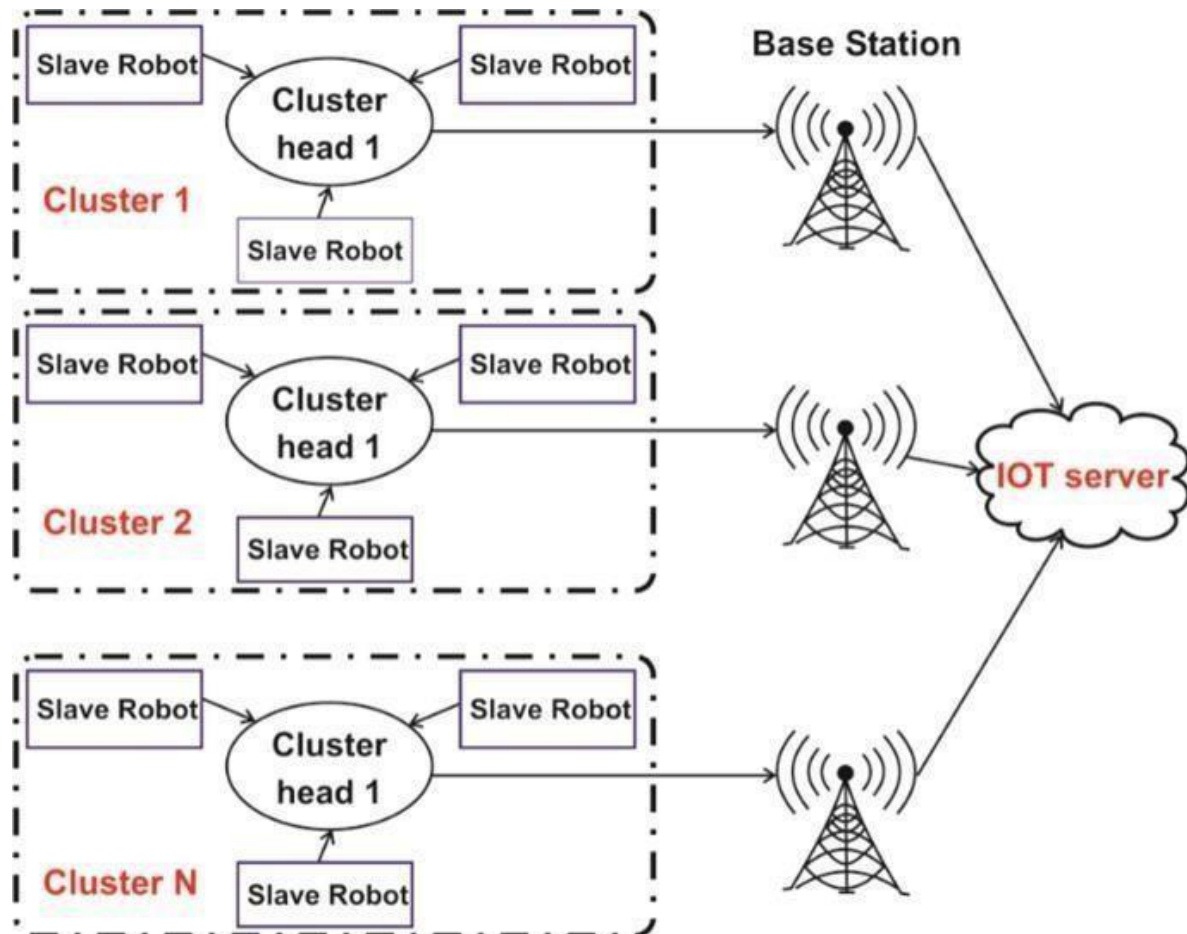 Base Station
Slave Robot
Slave Robot
Cluster
head 1
Cluster 1
Slave Robot
Slave Robot
Slave Robot
Cluster
head 1
IOT server
Cluster 2
Slave Robot
Slave Robot
Slave Robot
Cluster
head 1
Cluster N
Slave Robot